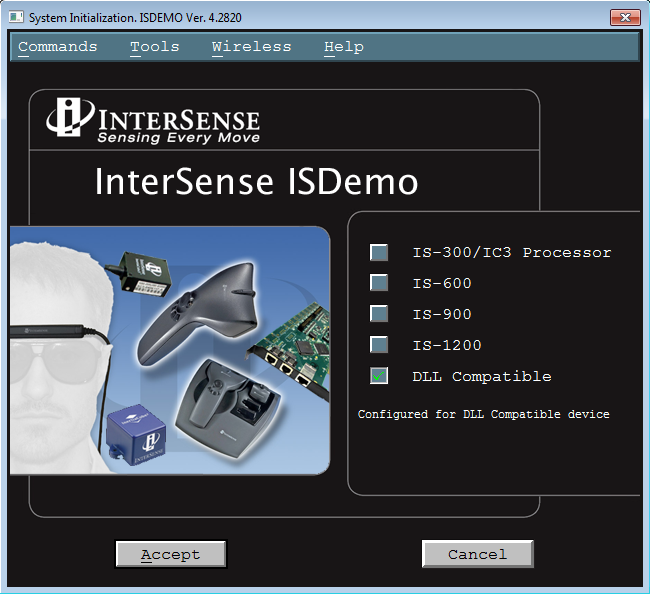 System Initialization. ISDEMO Ver. 4.2820
Commands Tools Wireless Help
INTERSENSE
Sensing Every Move
InterSense ISDemo
IS-300/IC3 Processor
IS-600
IS-900
IS-1200
DLL Compatible
Configured for DLL Compatible device
INTERSENSE
Accept Cancel